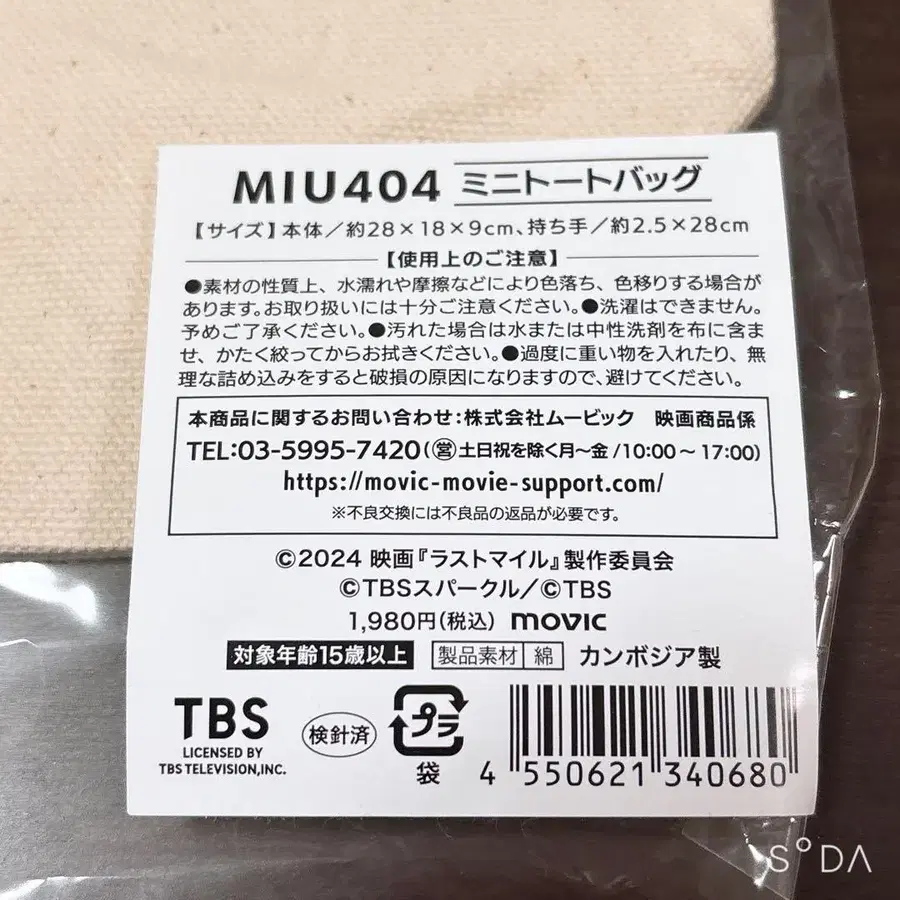 MIU404 ミニトートバッグ
【サイズ】本体／約28×18×9cm、持ち手／約2.5×28cm
【使用上のご注意】
●素材の性質上、水濡れや摩擦などにより色落ち、色移りする場合が
あります。お取り扱いには十分ご注意ください。●洗濯はできません。
予めご了承ください。●汚れた場合は水または中性洗剤を布に含ま
せ、かたく絞ってからお拭きください。●過度に重い物を入れたり、無
理な詰め込みをすると破損の原因になりますので、避けてください。
本商品に関するお問い合わせ：株式会社ムービック 映画商品係
TEL:03-5995-7420(㊂土日祝を除く月～金/10:00～17:00)
https://movic-movie-support.com/
※不良交換には不良品の返品が必要です。
©2024 映画『ラストマイル』製作委員会
©TBSスパークル/©TBS
1,980円(税込) movic
対象年齢15歳以上 製品素材 綿 カンボジア製
TBS
LICENSED BY
TBS TELEVISION,INC.
検針済
プラ
袋
4 550621 340680
SODA